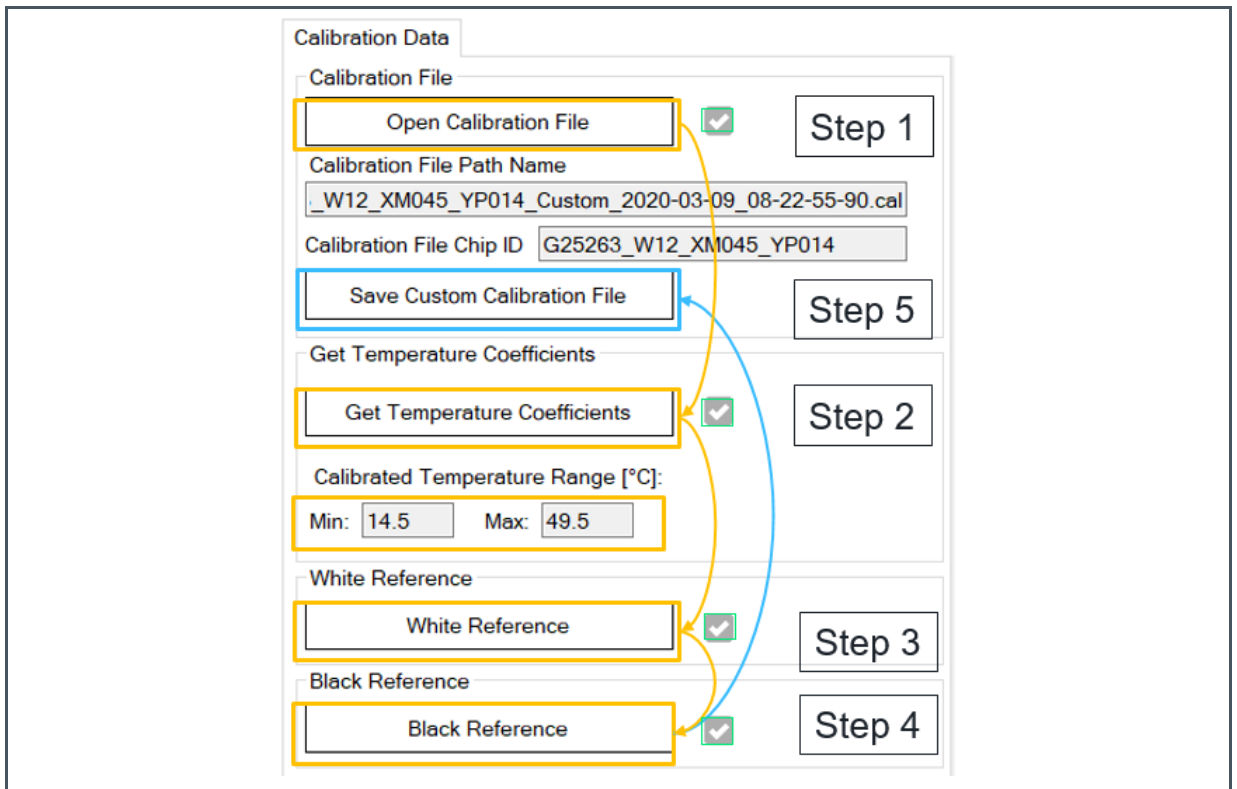 Calibration Data
Calibration File
Open Calibration File
Step 1
Calibration File Path Name
_W12_XM045_YP014_Custom_2020-03-09_08-22-55-90.cal
Calibration File Chip ID G25263_W12_XM045_YP014
Save Custom Calibration File
Step 5
Get Temperature Coefficients
Get Temperature Coefficients
Step 2
Calibrated Temperature Range [°C]:
Min: 14.5 Max: 49.5
White Reference
White Reference
Step 3
Black Reference
Black Reference
Step 4